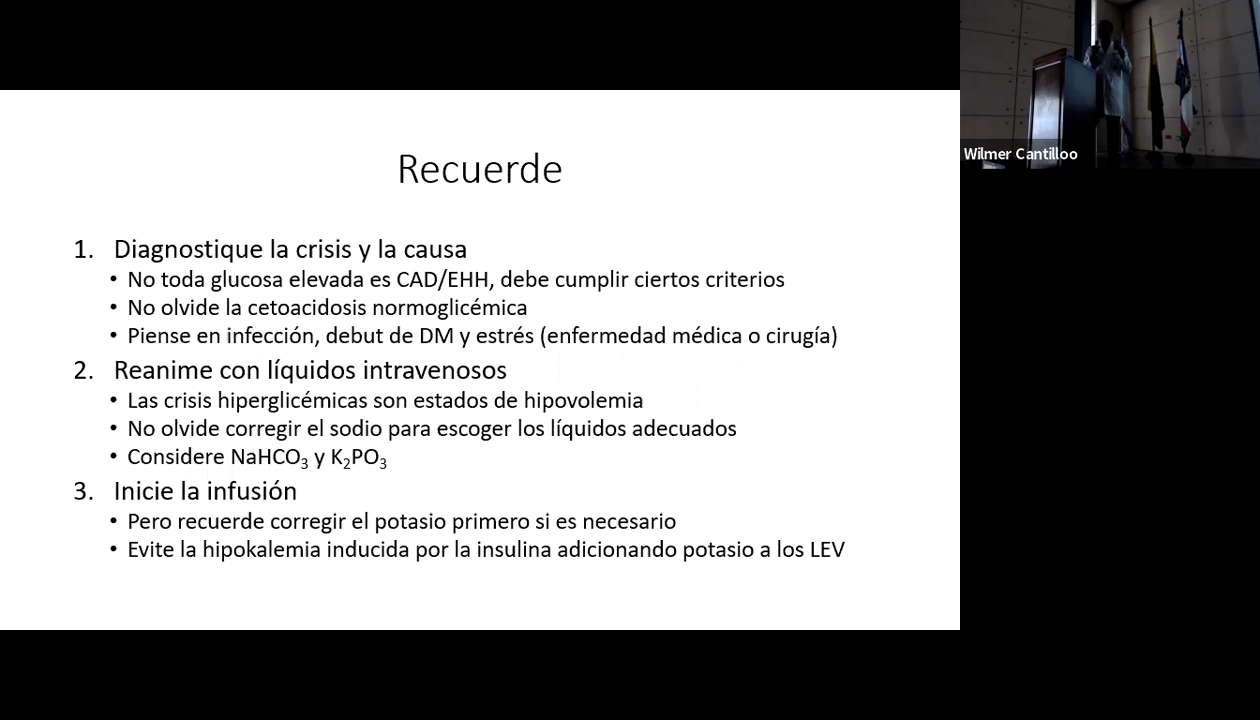 Recuerde
1. Diagnostique la crisis y la causa
• No toda glucosa elevada es CAD/EHH, debe cumplir ciertos criterios
• No olvide la cetoacidosis normoglicémica
• Piense en infección, debut de DM y estrés (enfermedad médica o cirugía)
2. Reanime con líquidos intravenosos
• Las crisis hiperglicémicas son estados de hipovolemia
• No olvide corregir el sodio para escoger los líquidos adecuados
• Considere NaHCO₃ y K₂PO₃
3. Inicie la infusión
• Pero recuerde corregir el potasio primero si es necesario
• Evite la hipokalemia inducida por la insulina adicionando potasio a los LEV
Wilmer Cantilloo